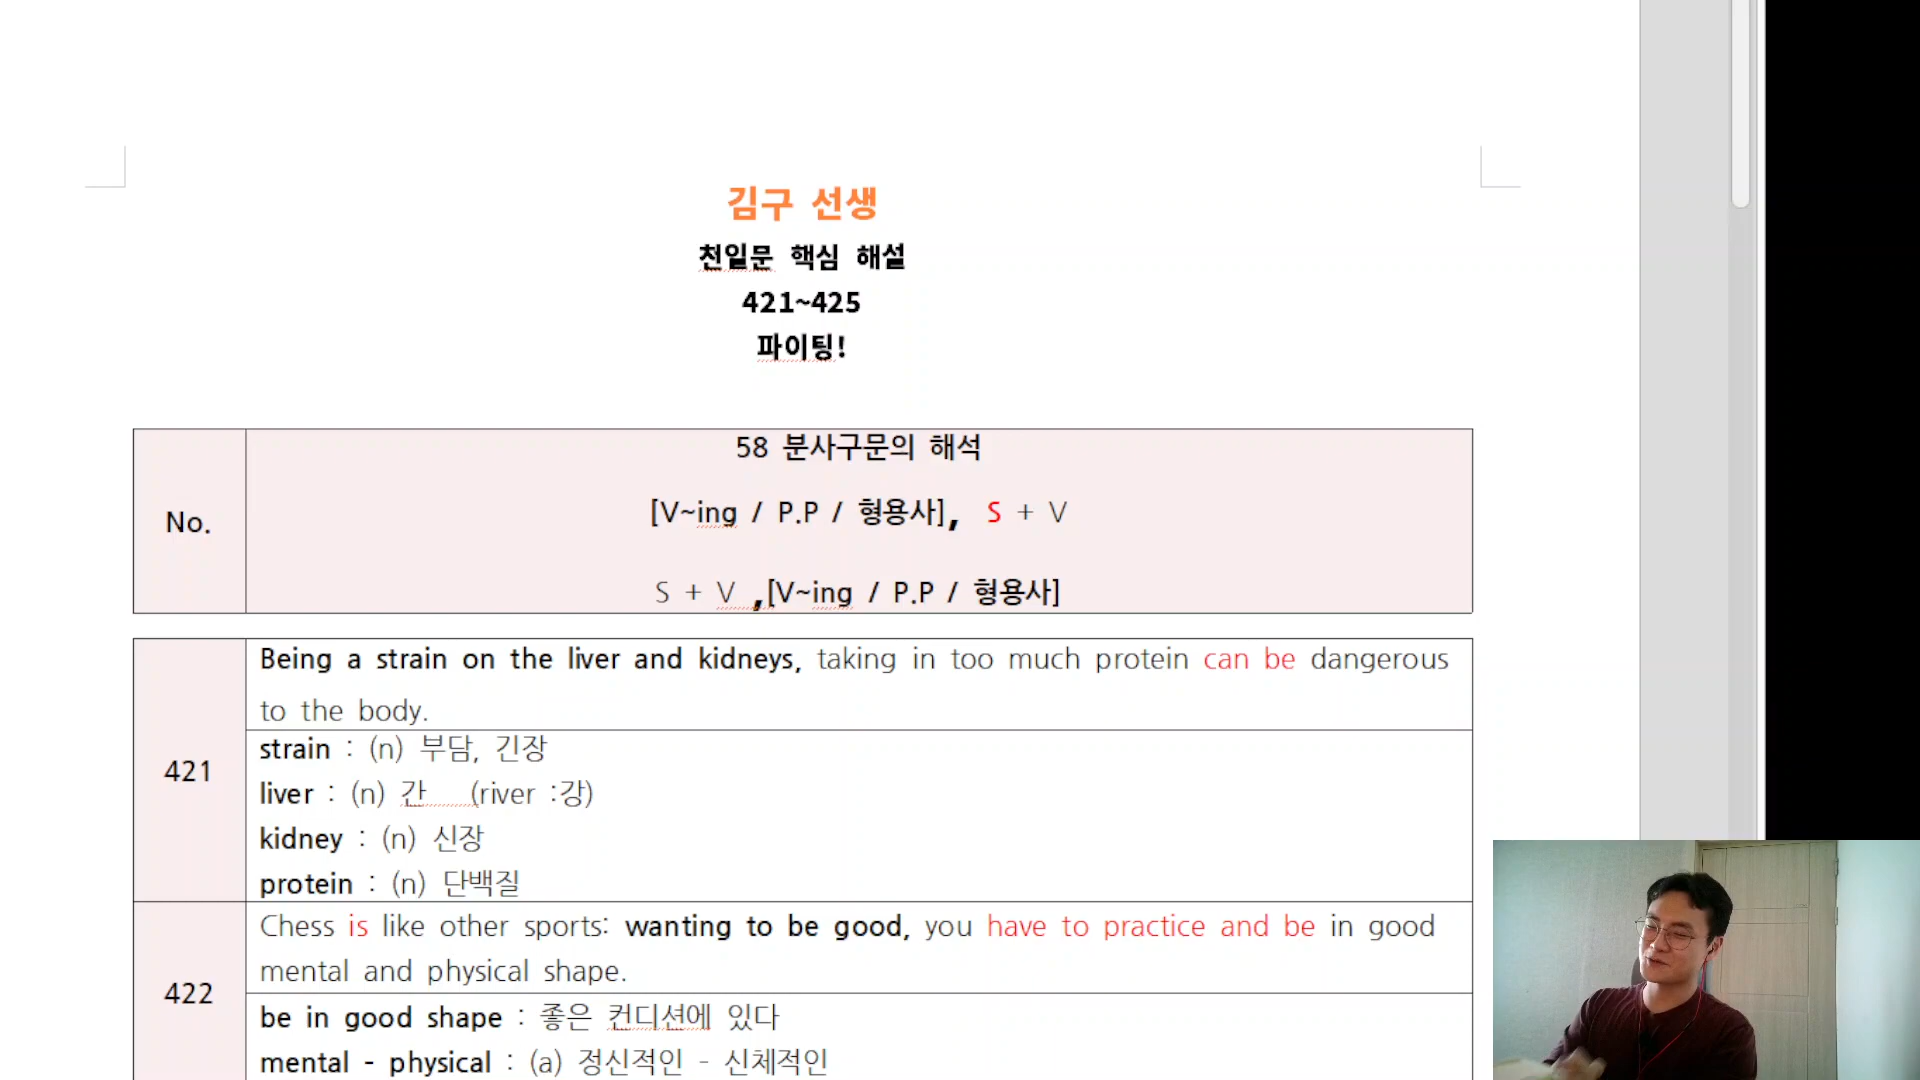 김구 선생
천일문 핵심 해설
421~425
파이팅!
No.
58 분사구문의 해석
[V~ing / P.P / 형용사], S + V
S + V ,[V~ing / P.P / 형용사]
421
Being a strain on the liver and kidneys, taking in too much protein can be dangerous
to the body.
strain : (n) 부담, 긴장
liver : (n) 간 (river :강)
kidney : (n) 신장
protein : (n) 단백질
422
Chess is like other sports: wanting to be good, you have to practice and be in good
mental and physical shape.
be in good shape : 좋은 컨디션에 있다
mental - physical : (a) 정신적인 - 신체적인